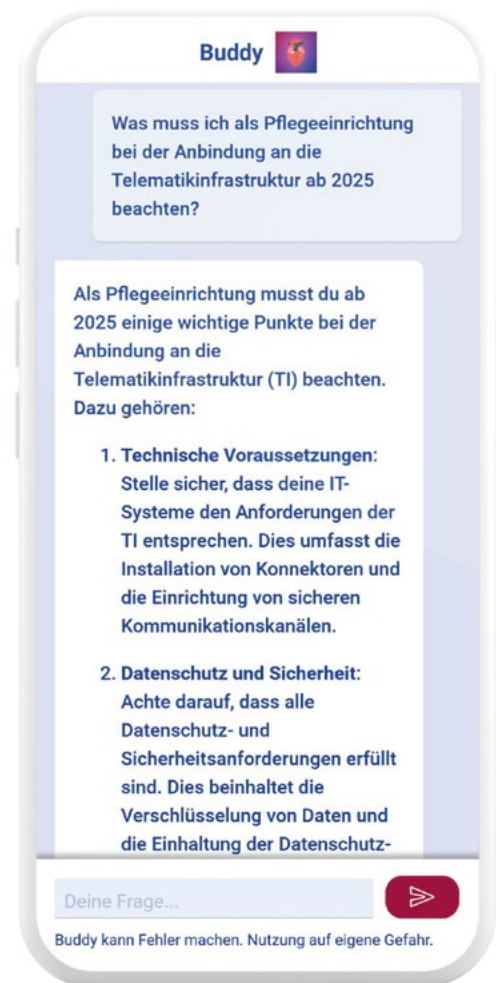 Buddy
Was muss ich als Pflegeeinrichtung
bei der Anbindung an die
Telematikinfrastruktur ab 2025
beachten?
Als Pflegeeinrichtung musst du ab
2025 einige wichtige Punkte bei der
Anbindung an die
Telematikinfrastruktur (TI) beachten.
Dazu gehören:
1. Technische Voraussetzungen:
Stelle sicher, dass deine IT-
Systeme den Anforderungen der
TI entsprechen. Dies umfasst die
Installation von Konnektoren und
die Einrichtung von sicheren
Kommunikationskanälen.
2. Datenschutz und Sicherheit:
Achte darauf, dass alle
Datenschutz- und
Sicherheitsanforderungen erfüllt
sind. Dies beinhaltet die
Verschlüsselung von Daten und
die Einhaltung der Datenschutz-
Deine Frage...
Buddy kann Fehler machen. Nutzung auf eigene Gefahr.